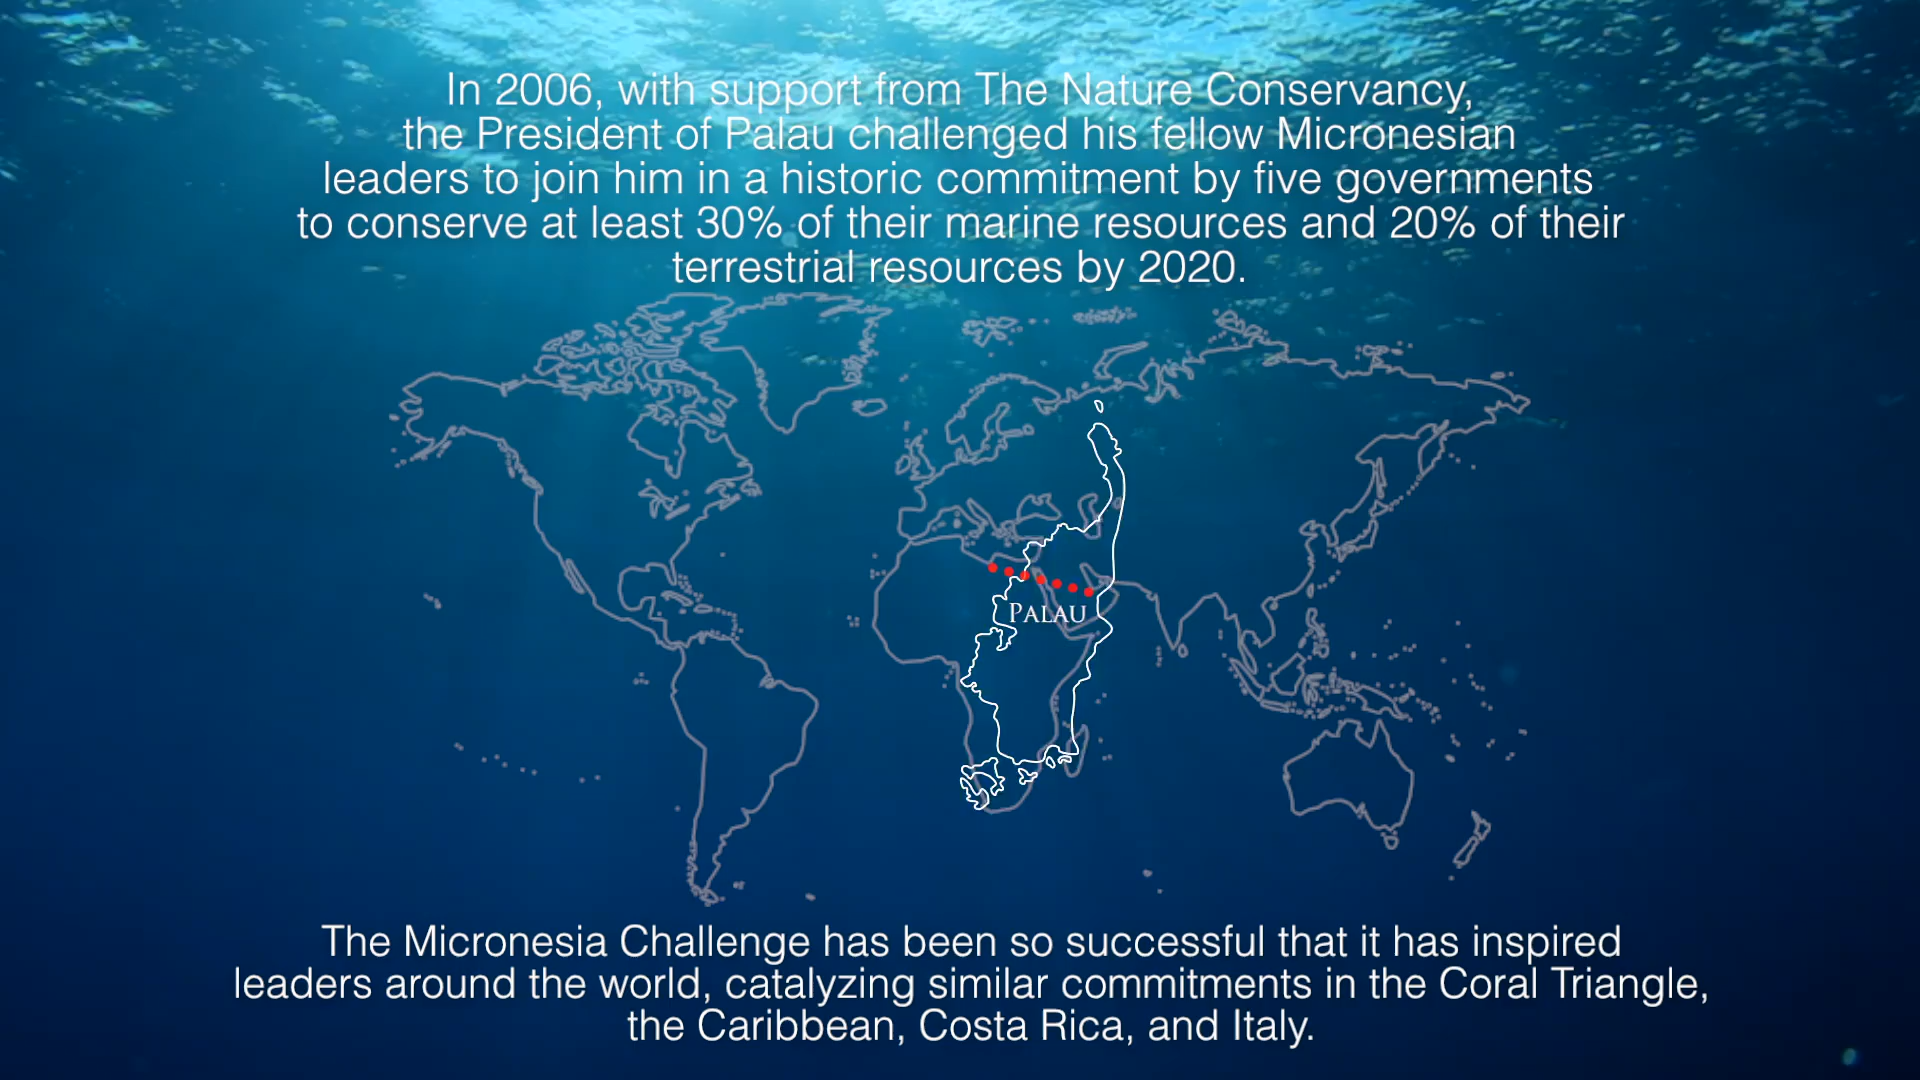 In 2006, with support from The Nature Conservancy,
the President of Palau challenged his fellow Micronesian
leaders to join him in a historic commitment by five governments
to conserve at least 30% of their marine resources and 20% of their
terrestrial resources by 2020.
PALAU
The Micronesia Challenge has been so successful that it has inspired
leaders around the world, catalyzing similar commitments in the Coral Triangle,
the Caribbean, Costa Rica, and Italy.